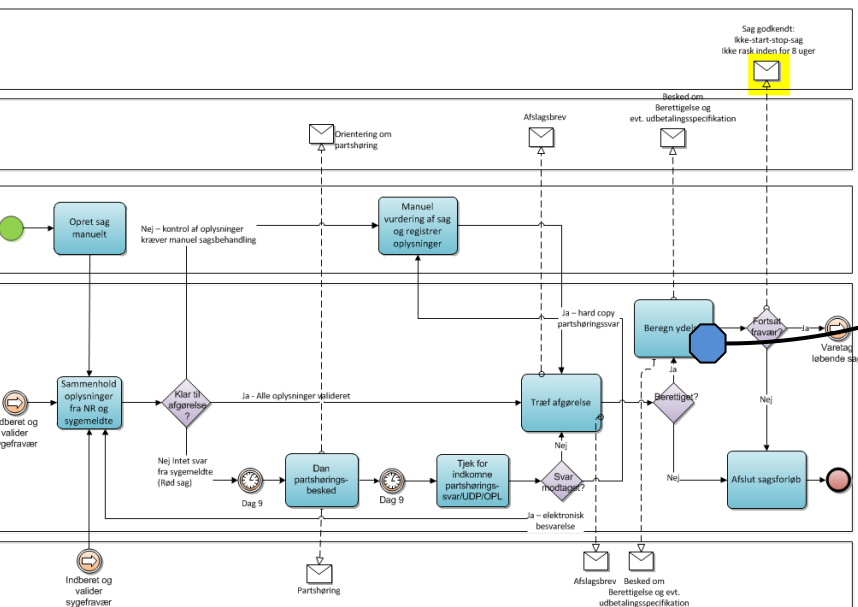 Sag godkendt:
Ikke-start-stop-sag
Ikke rask inden for 8 uger
Besked om
Berettigelse og
evt. udbetalingsspecifikation
Afslagsbrev
Orientering om
partshøring
Opret sag
manuelt
Nej – kontrol af oplysninger
kræver manuel sagsbehandling
Manuel
vurdering af sag
og registrer
oplysninger
Ja – hard copy
partshøringssvar
Beregn ydels
Fortsat
fravær?
Ja
Varetag
løbende sag
Sammenhold
oplysninger
fra NR og
sygemeldte
Klar til
afgørelse
?
Ja - Alle oplysninger valideret
Træf afgørelse
Ja
Berettiget?
Nej
dberet og
valider
ygefravær
Nej Intet svar
fra sygemeldte
(Rød sag)
Dag 9
Dan
partshørings-
besked
Dag 9
Tjek for
indkomne
partshørings-
svar/UDP/OPL
Nej
Svar
modtaget?
Nej
Afslut sagsforløb
Ja – elektronisk
besvarelse
Indberet og
valider
sygefravær
Partshøring
Afslagsbrev
Besked om
Berettigelse og evt.
udbetalingsspecifikation